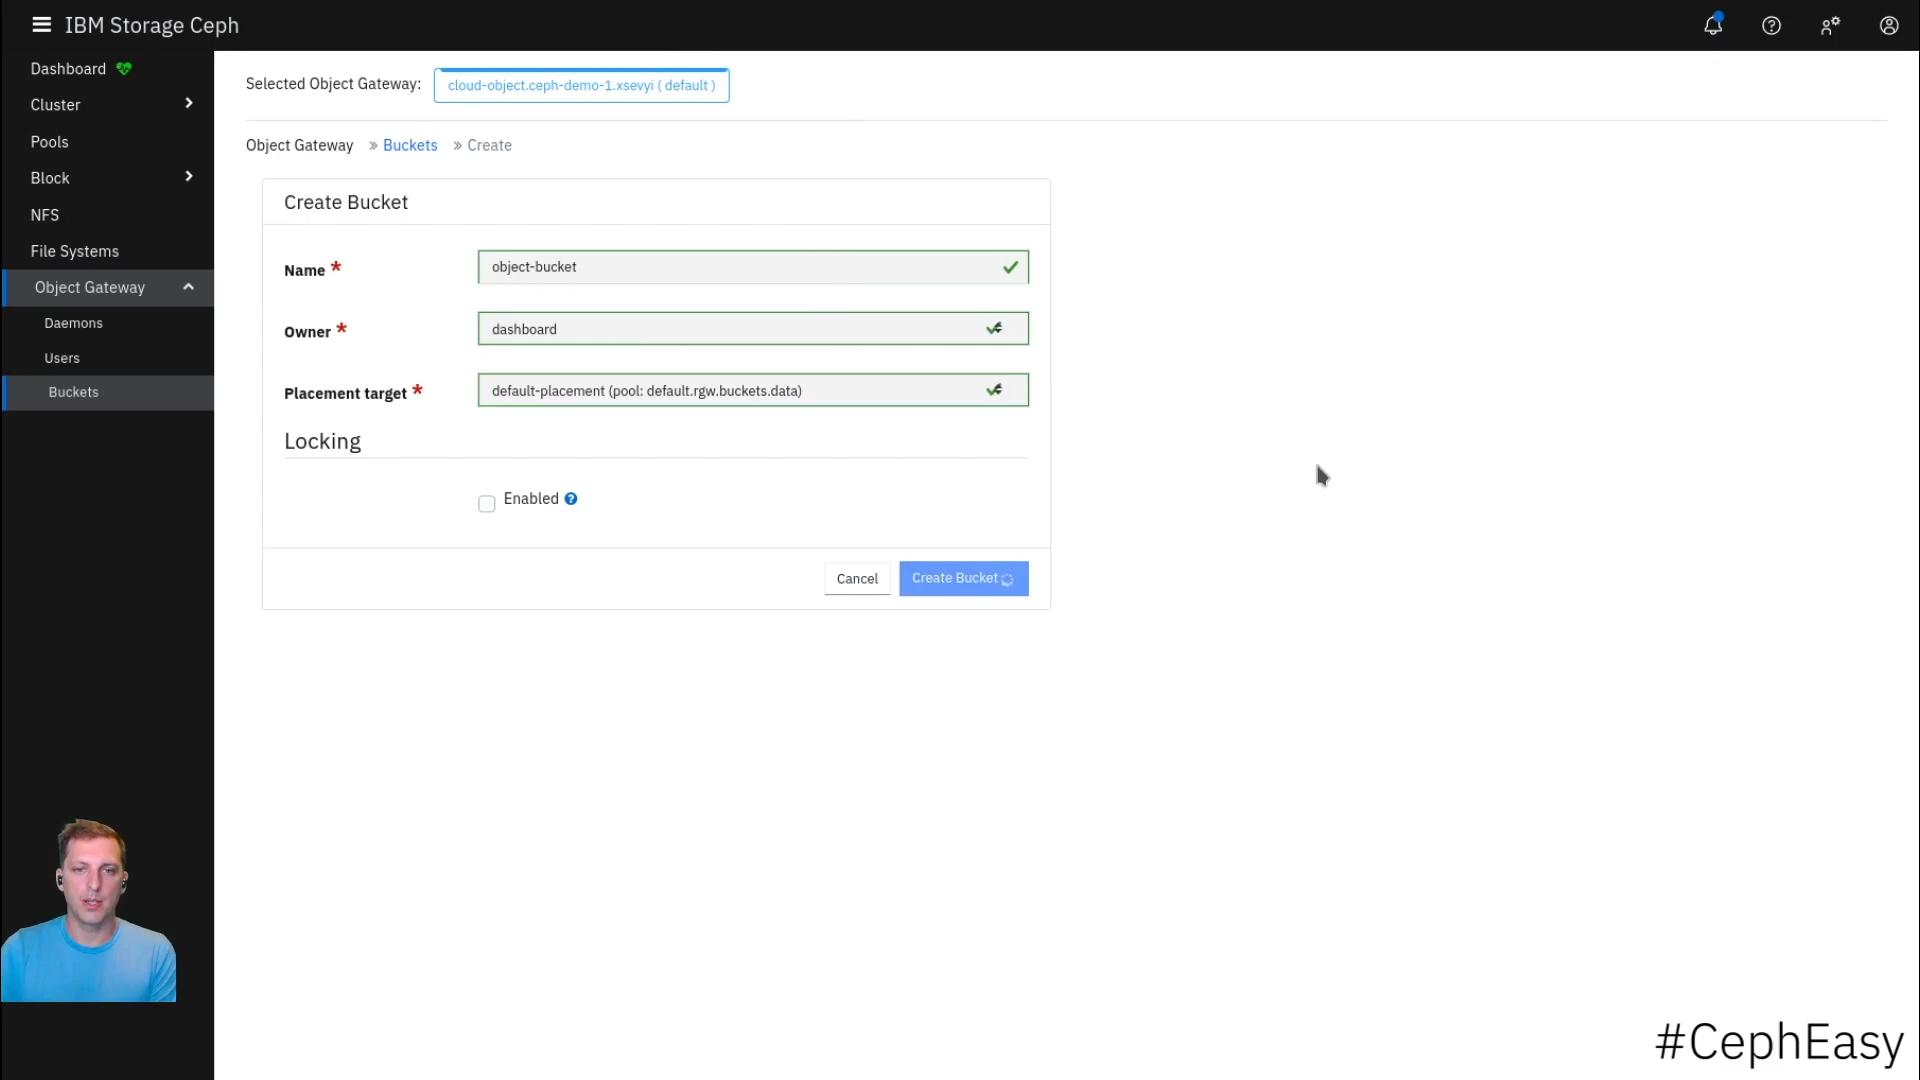 IBM Storage Ceph
Dashboard
Cluster
Pools
Block
NFS
File Systems
Object Gateway
Daemons
Users
Buckets
Selected Object Gateway: cloud-object.ceph-demo-1.xsevyi ( default )
Object Gateway » Buckets » Create
Create Bucket
Name * object-bucket
Owner * dashboard
Placement target * default-placement (pool: default.rgw.buckets.data)
Locking
Enabled ?
Cancel Create Bucket
#CephEasy